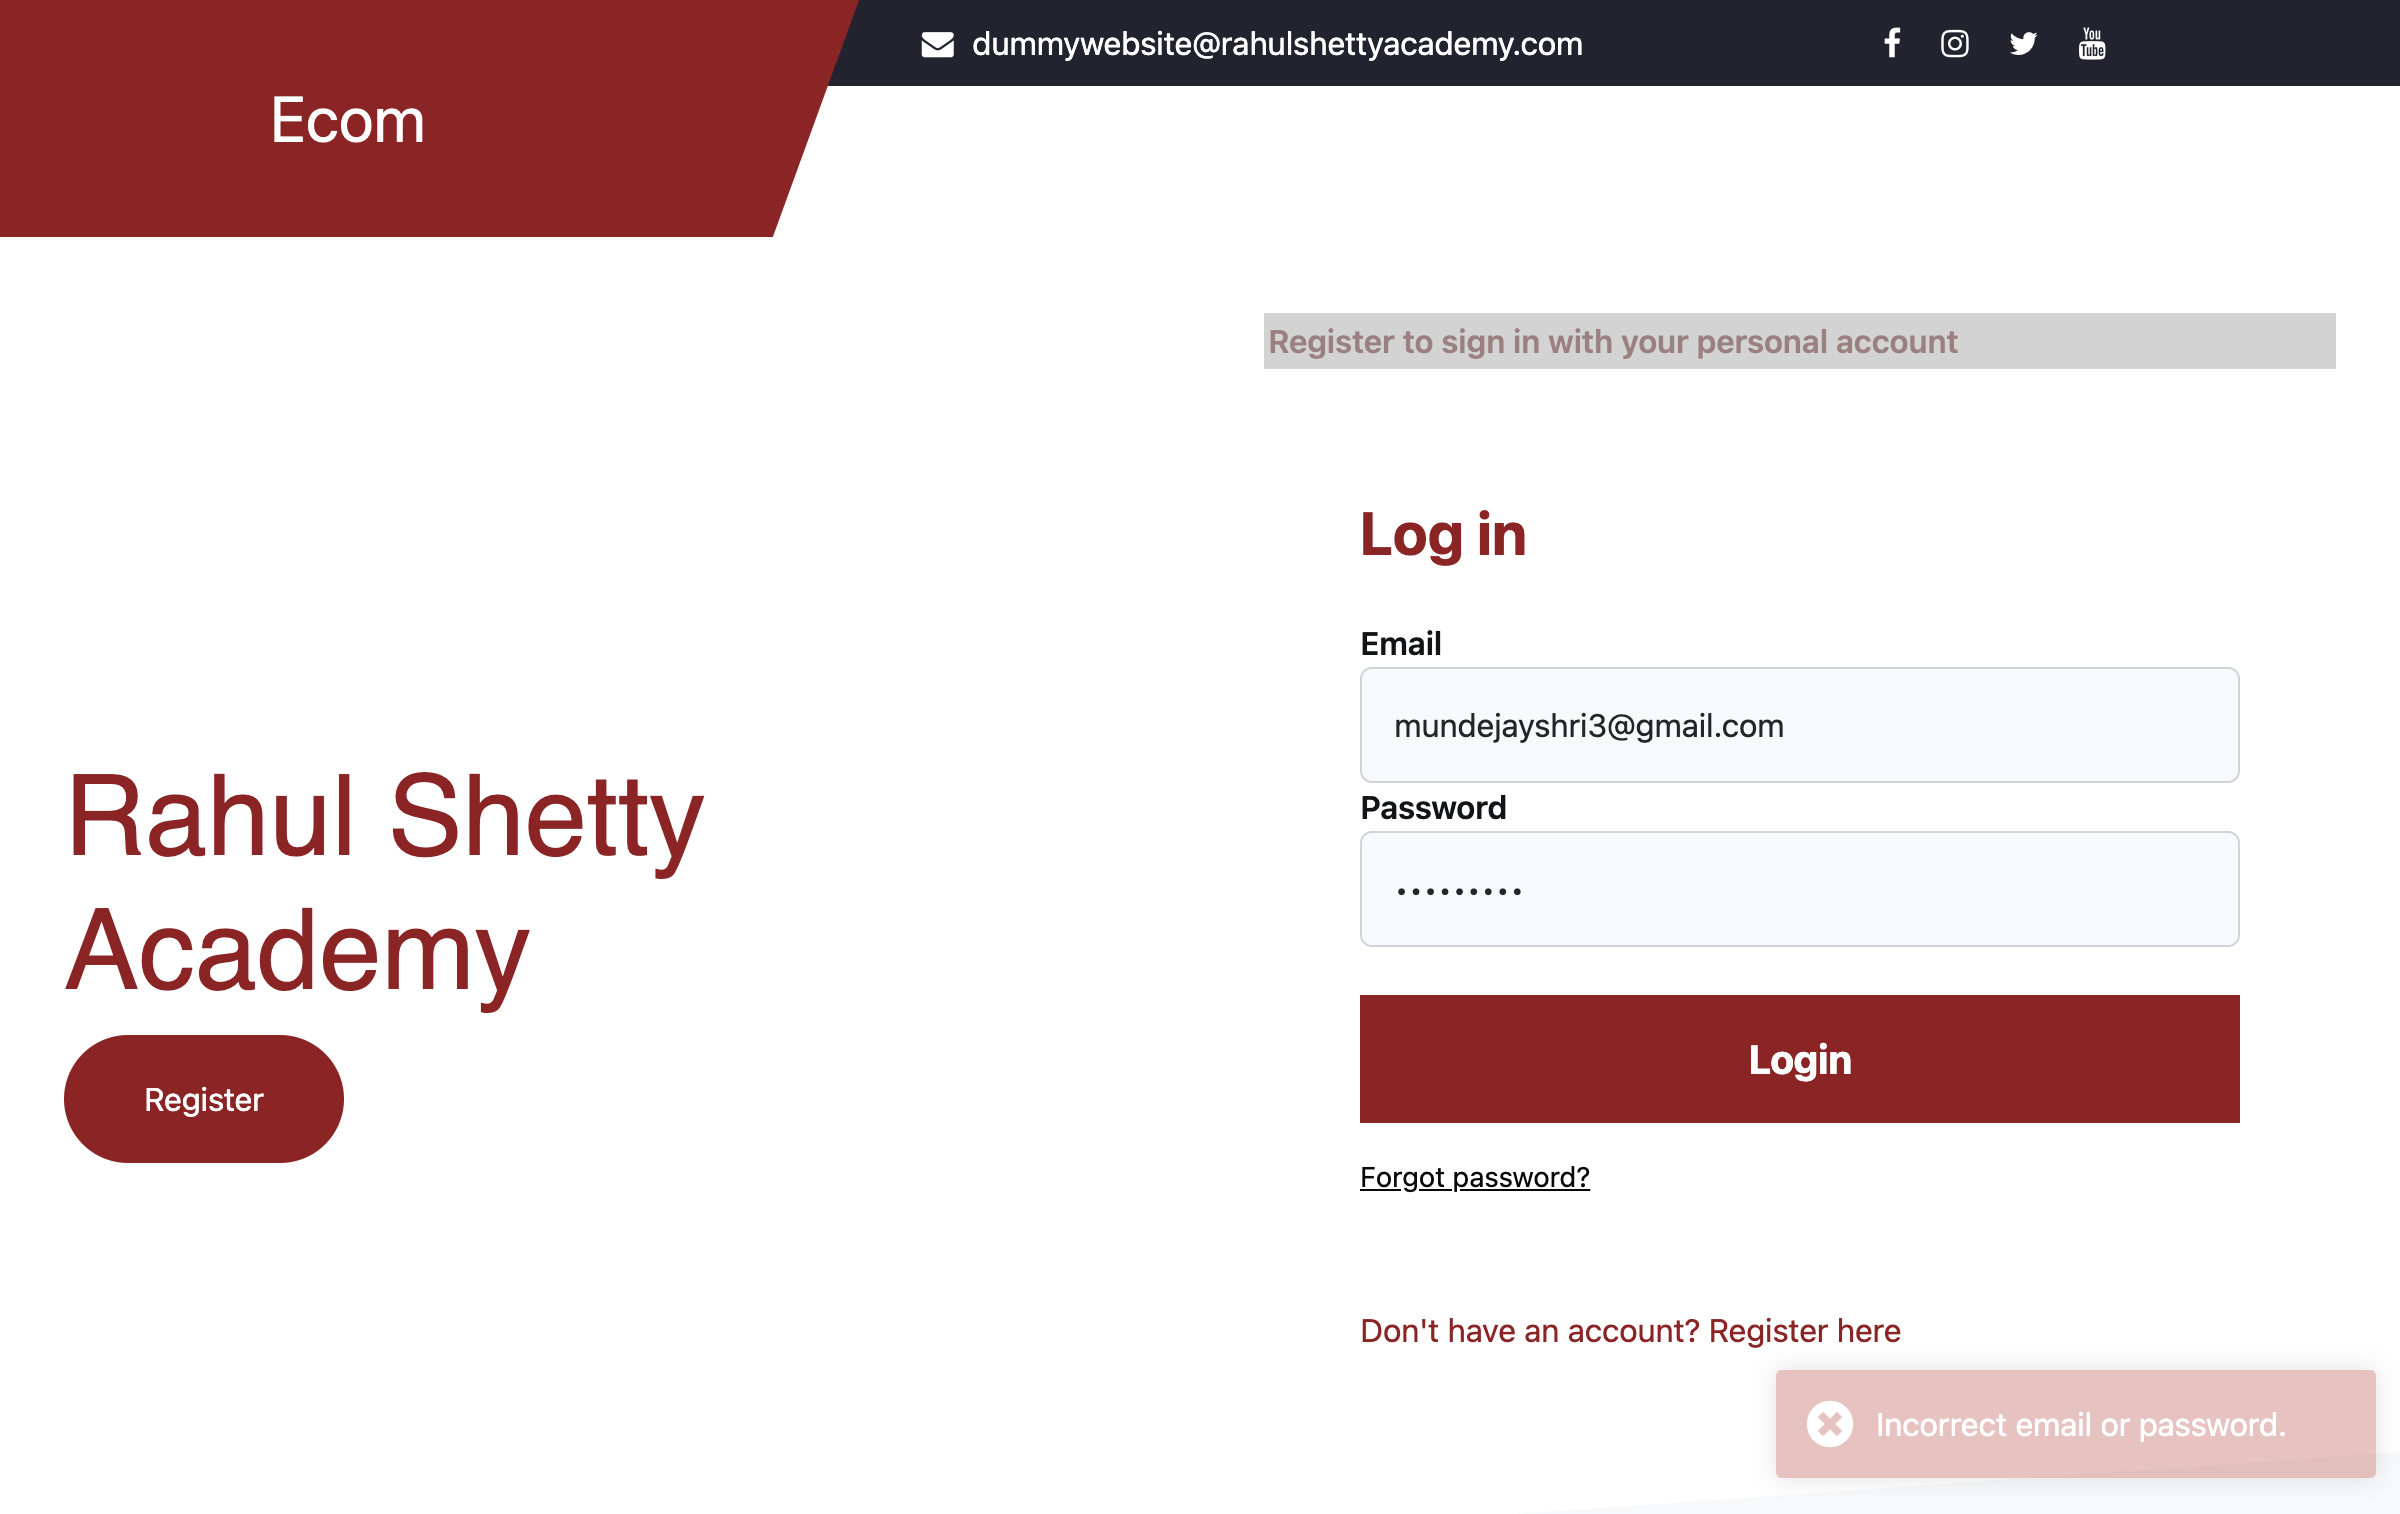 Ecom
dummywebsite@rahulshettyacademy.com
You
Tube
Register to sign in with your personal account
Log in
Email
mundejayshri3@gmail.com
Password
•••••••••
Rahul Shetty
Academy
Register
Login
Forgot password?
Don't have an account? Register here
Incorrect email or password.